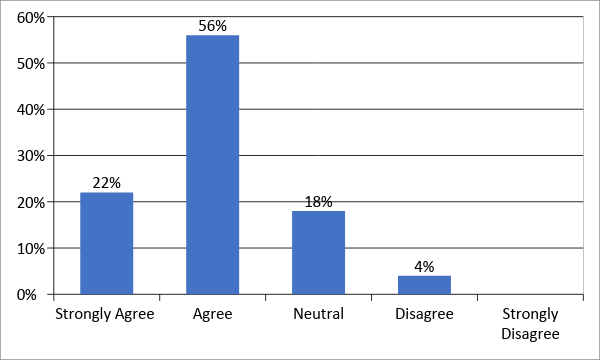 60%
50%
40%
30%
20%
10%
0%
22%
56%
18%
4%
Strongly Agree
Agree
Neutral
Disagree
Strongly
Disagree